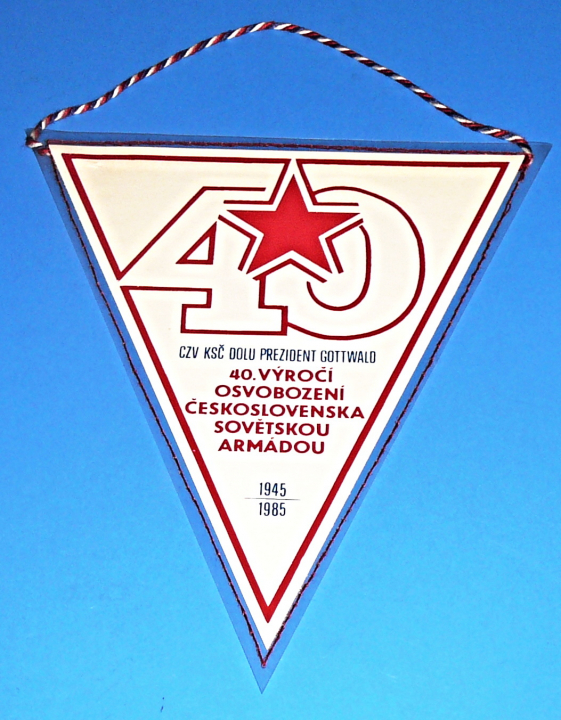 40
CZV KSČ DOLU PREZIDENT GOTTWALD
40. VÝROČÍ
OSVOBOZENÍ
ČESKOSLOVENSKA
SOVĚTSKOU
ARMÁDOU
1945
1985